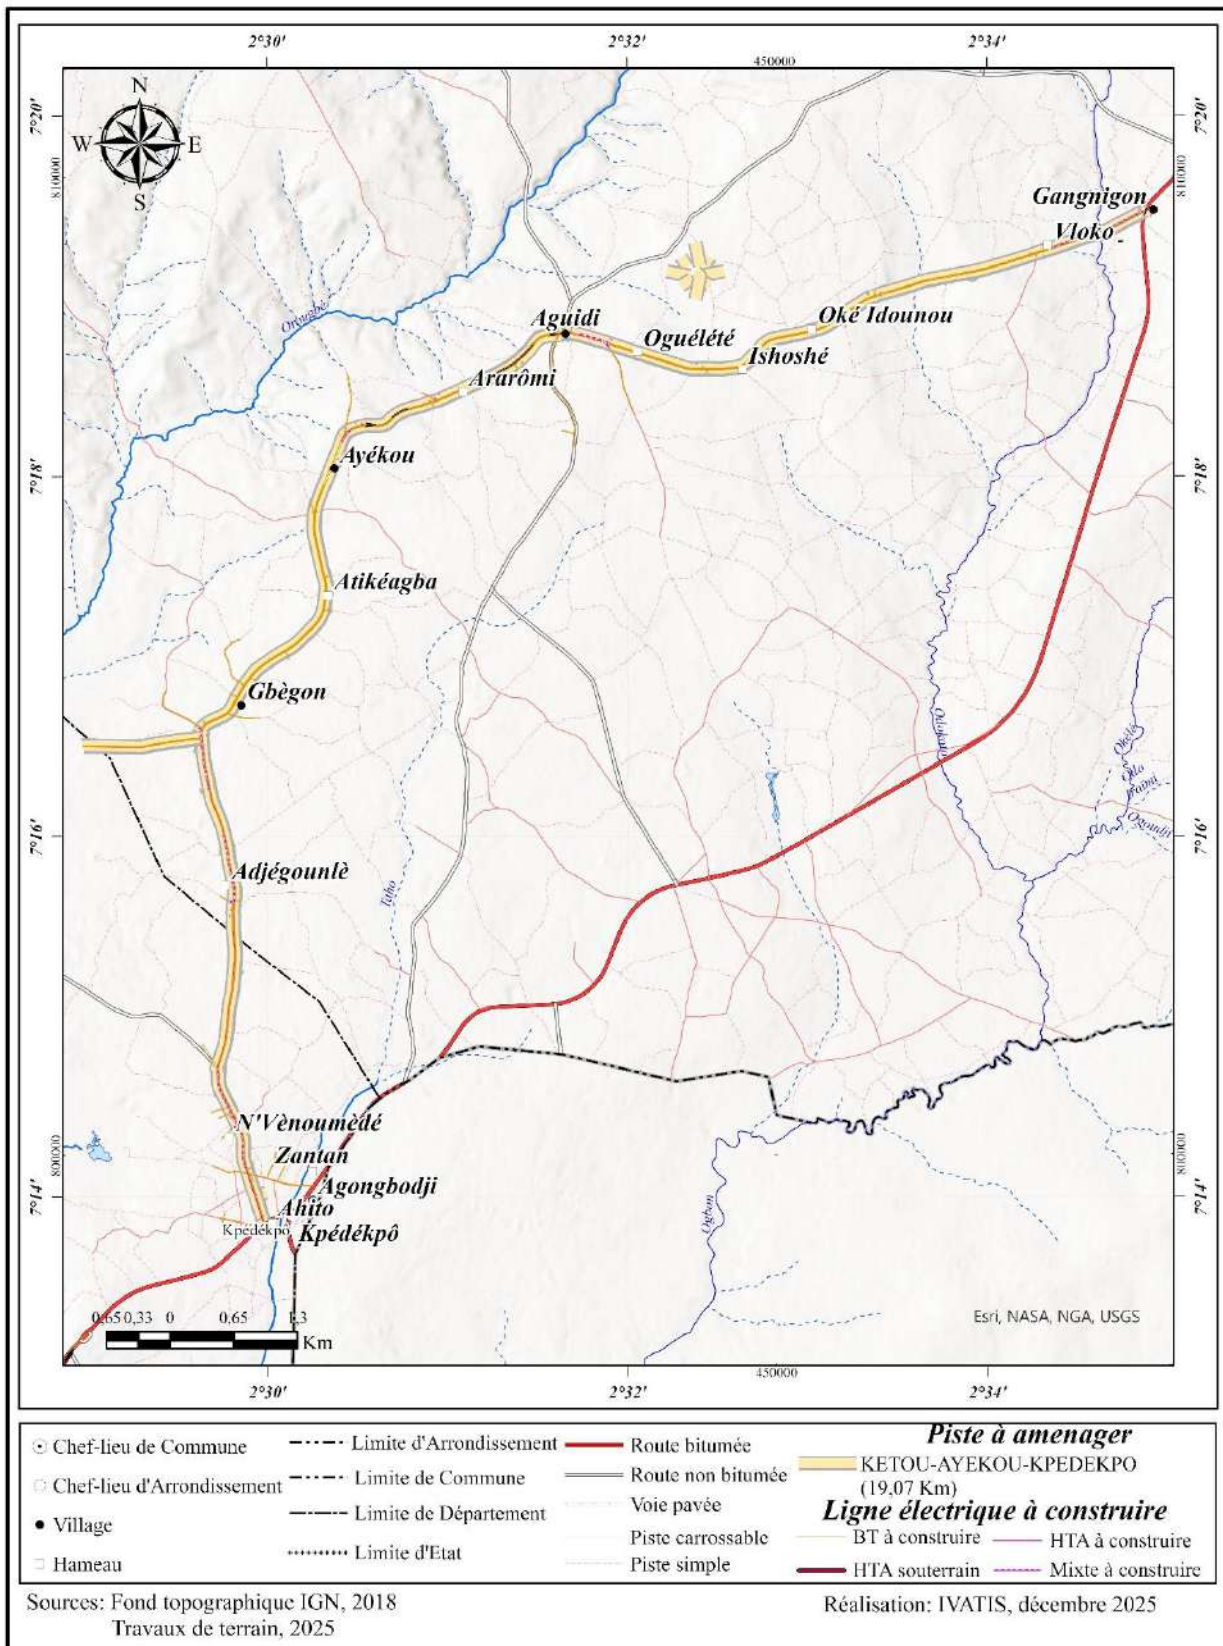 2°30'
2°32'
2°34'
450000
N
W
E
S
7°20'
7°20'
810000
810000
Gangnigon
Vloko
Orougbé
Aguidi
Oguélété
Oké Idounou
Ishoshé
Ararômi
Ayékou
7°18'
7°18'
Atikéagba
Gbègon
Odokato
Okélé
Odo
Iranmi
7°16'
7°16'
Adjégounlè
N'Vènoumèdé
Zantan
800000
800000
Agongbodji
7°14'
7°14'
Ahito
Kpédékpô
Kpédékpô
Ogbon
0,65
0,33
0
0,65
1,3
Km
Esri, NASA, NGA, USGS
2°30'
2°32'
450000
2°34'
Chef-lieu de Commune
Chef-lieu d'Arrondissement
Village
Hameau
Limite d'Arrondissement
Limite de Commune
Limite de Département
Limite d'Etat
Route bitumée
Route non bitumée
Voie pavée
Piste carrossable
Piste simple
Piste à amenager
KETOU-AYEKOU-KPEDEKPO
(19,07 Km)
Ligne électrique à construire
BT à construire
HTA à construire
HTA souterrain
Mixte à construire
Sources: Fond topographique IGN, 2018
Travaux de terrain, 2025
Réalisation: IVATIS, décembre 2025